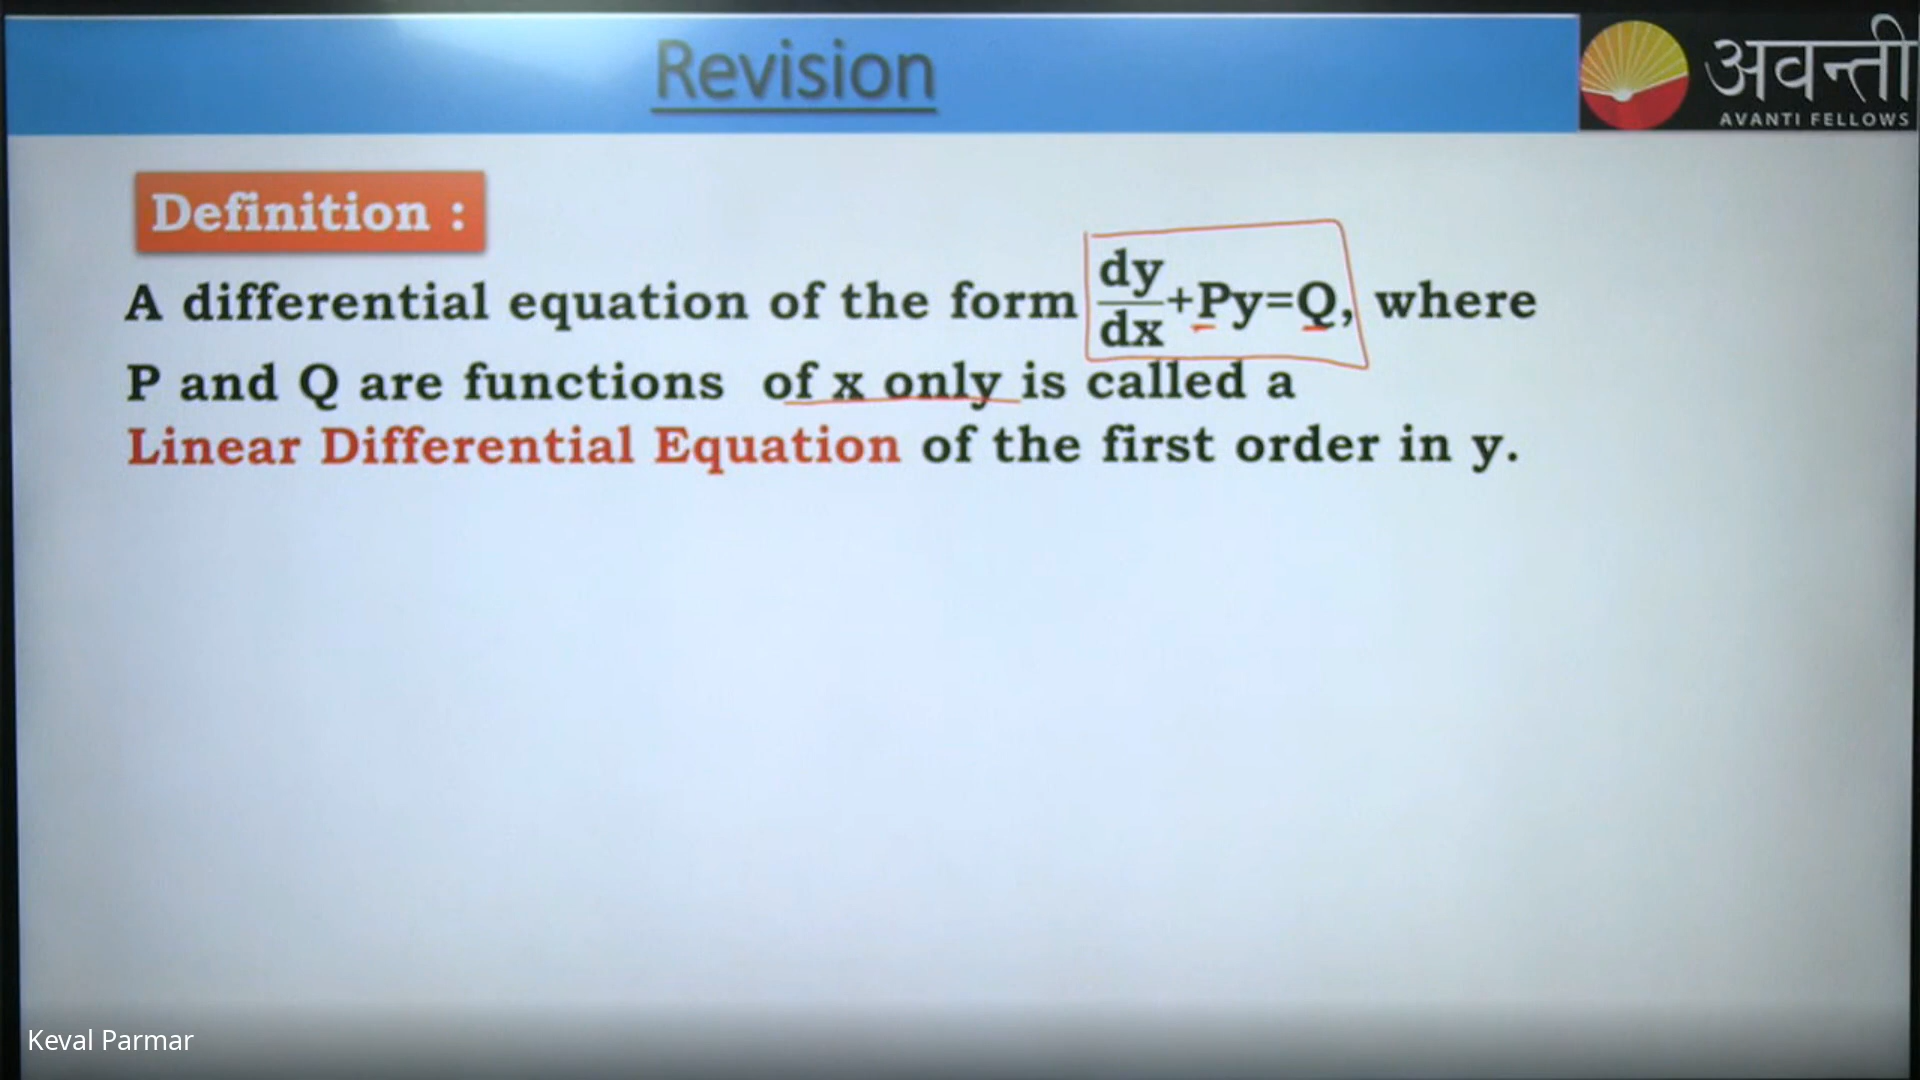 Revision
अवन्ती
AVANTI FELLOWS
Definition :
A differential equation of the form dy/dx+Py=Q, where
P and Q are functions of x only is called a
Linear Differential Equation of the first order in y.
Keval Parmar